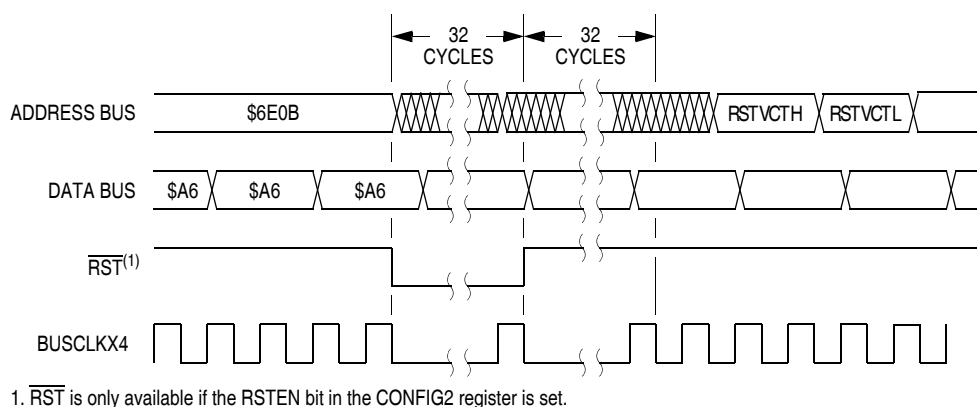 32
CYCLES
32
CYCLES
ADDRESS BUS
$6E0B
RSTVCTH
RSTVCTL
DATA BUS
$A6
$A6
$A6
RST(1)
BUSCLKX4
1. RST is only available if the RSTEN bit in the CONFIG2 register is set.